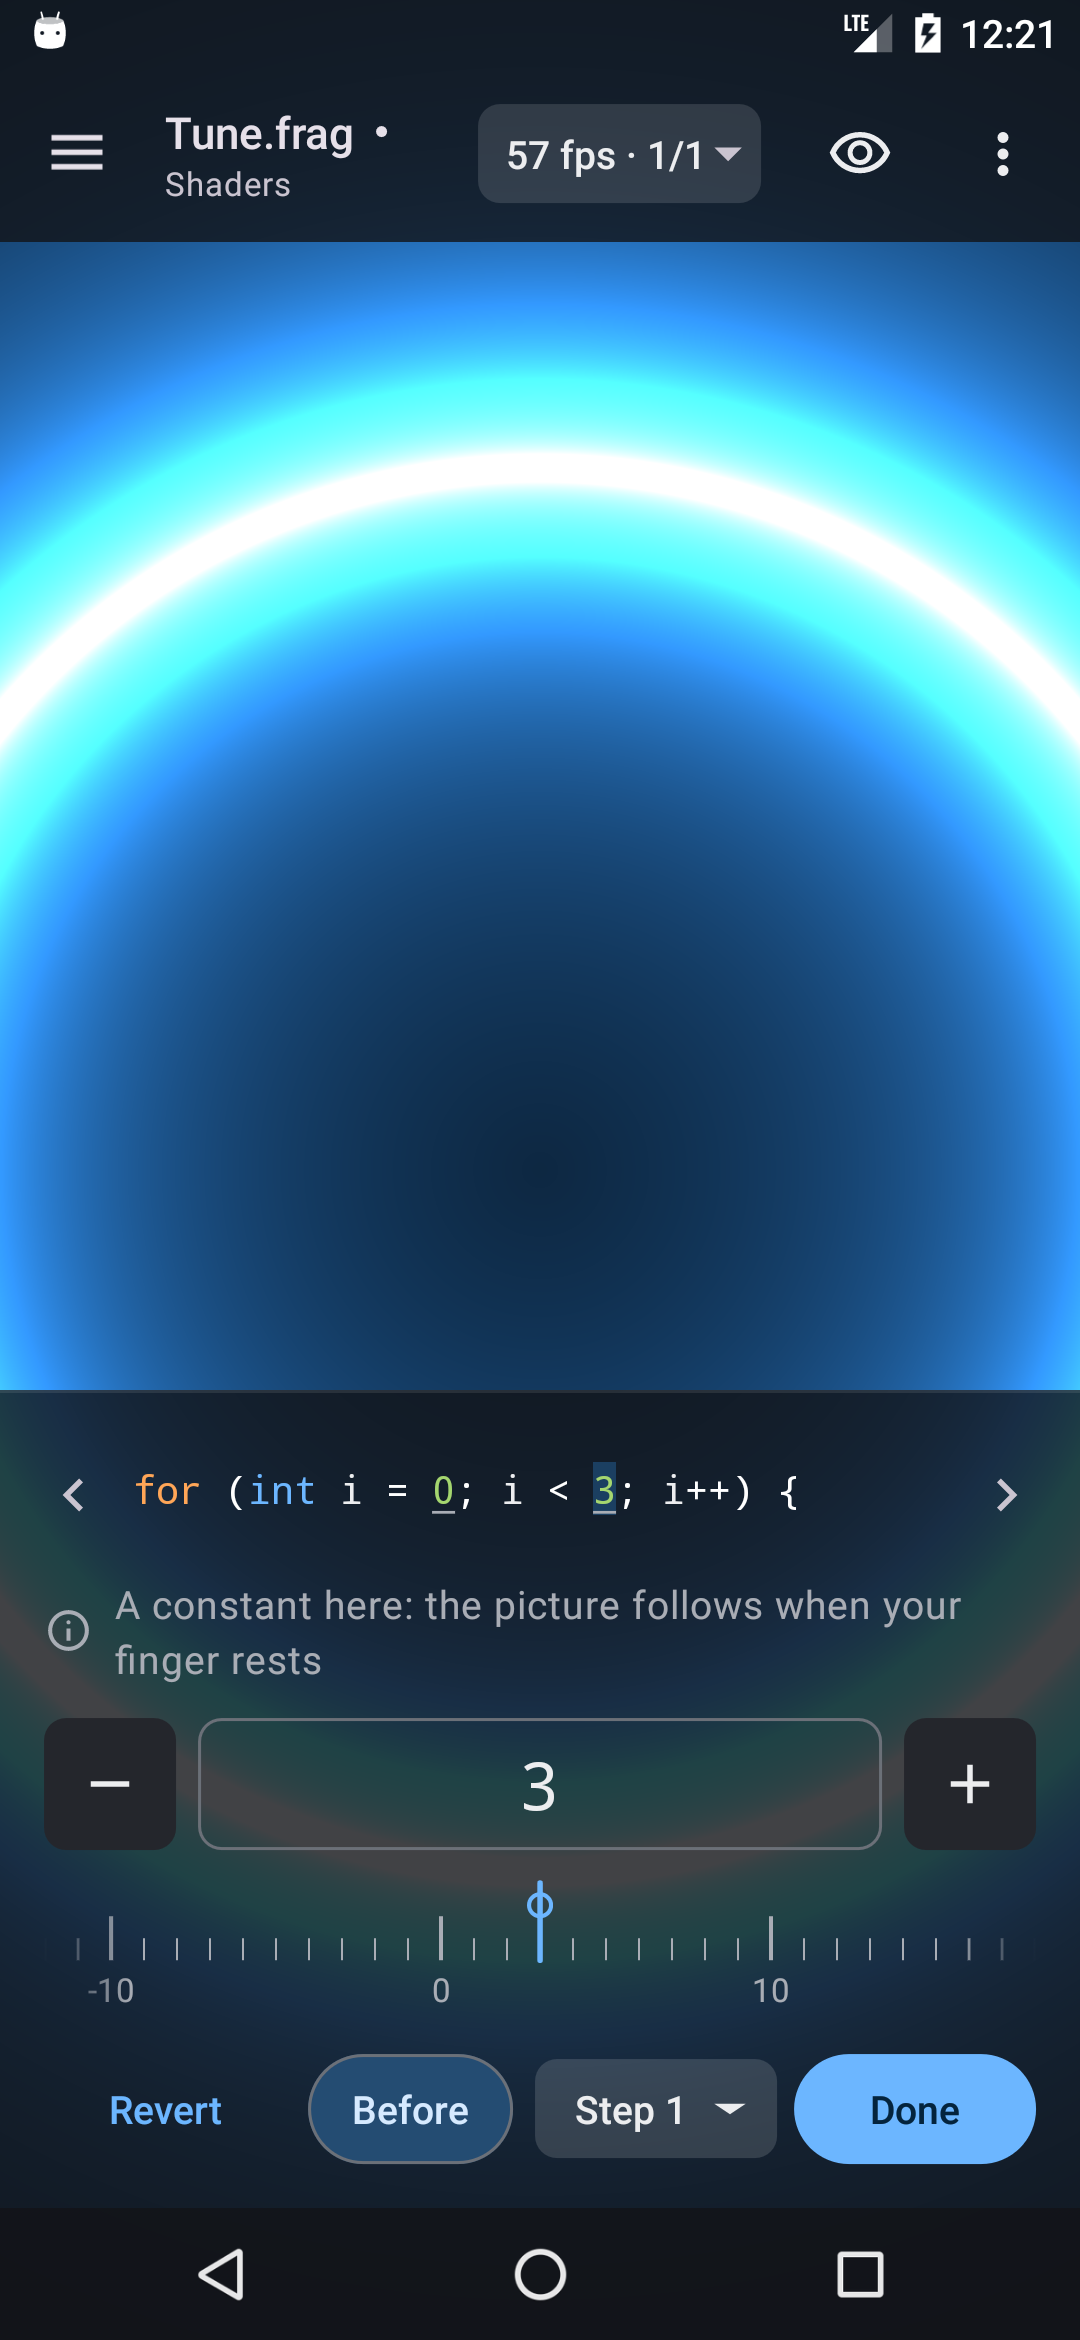 LTE 12:21
Tune.frag •
57 fps · 1/1
Shaders
for (int i = 0; i < 3; i++) {
A constant here: the picture follows when your
finger rests
3
-10 0 10
Revert Before Step 1 Done